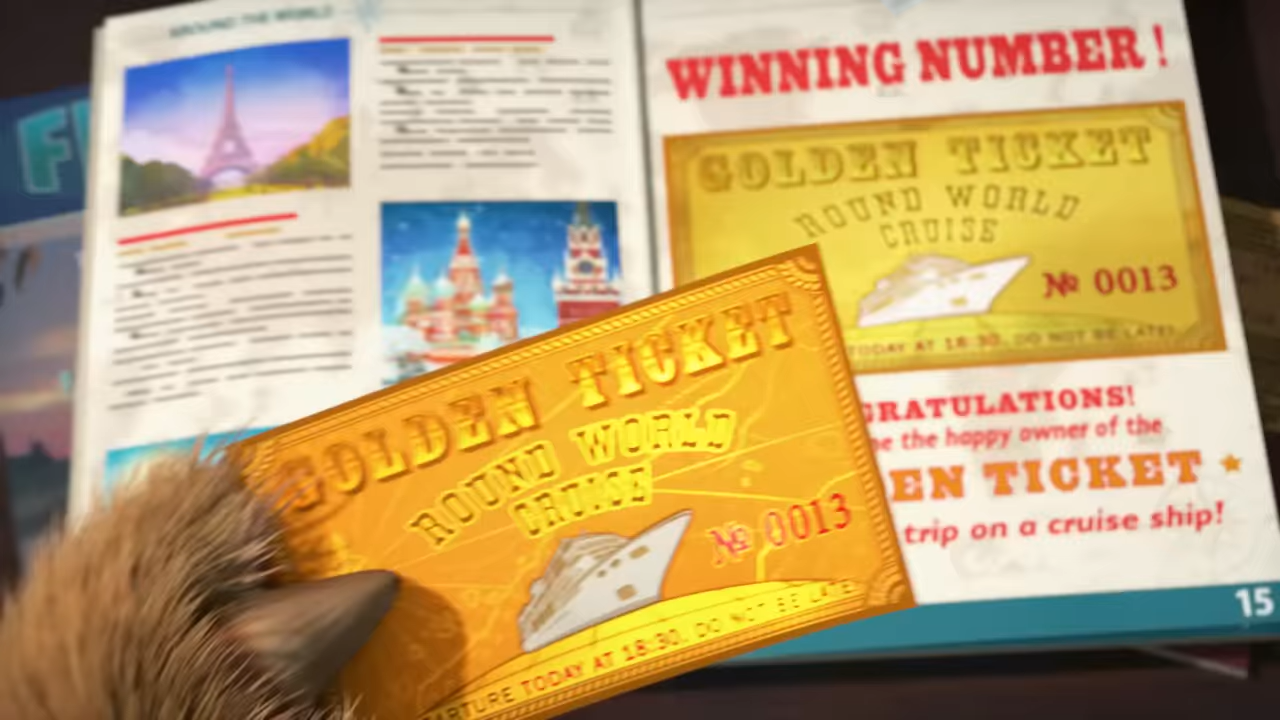 AROUND THE WORLD
WINNING NUMBER!
GOLDEN TICKET
ROUND WORLD
CRUISE
№ 0013
TODAY AT 18:30. DO NOT BE LATE!
GRATULATIONS!
e the happy owner of the
EN TICKET
trip on a cruise ship!
15
GOLDEN TICKET
ROUND WORLD
CRUISE
№ 0013
ARTURE TODAY AT 18:30. DO NOT BE LATE!